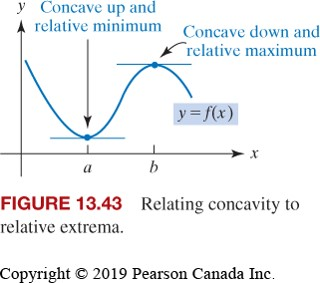 y
Concave up and
relative minimum
Concave down and
relative maximum
y = f(x)
x
a
b
FIGURE 13.43 Relating concavity to
relative extrema.
Copyright © 2019 Pearson Canada Inc.